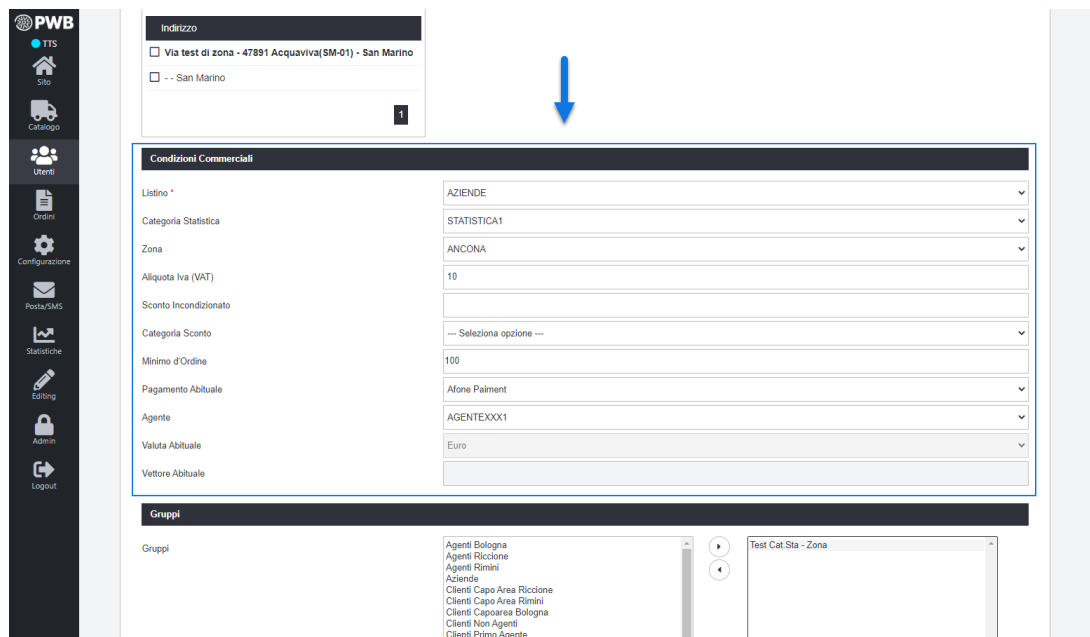 PWB
TTS
Sito
Catalogo
Utenti
Ordini
Configurazione
Posta/SMS
Statistiche
Editing
Admin
Logout
Indirizzo
Via test di zona - 47891 Acquaviva(SM-01) - San Marino
- - San Marino
1
Condizioni Commerciali
Listino * AZIENDE
Categoria Statistica STATISTICA1
Zona ANCONA
Aliquota Iva (VAT) 10
Sconto Incondizionato
Categoria Sconto --- Seleziona opzione ---
Minimo d'Ordine 100
Pagamento Abituale Afone Paiment
Agente AGENTEXXX1
Valuta Abituale Euro
Vettore Abituale
Gruppi
Gruppi
Agenti Bologna
Agenti Riccione
Agenti Rimini
Aziende
Clienti Capo Area Riccione
Clienti Capo Area Rimini
Clienti Capoarea Bologna
Clienti Non Agenti
Clienti Primo Agente
Test Cat.Sta - Zona